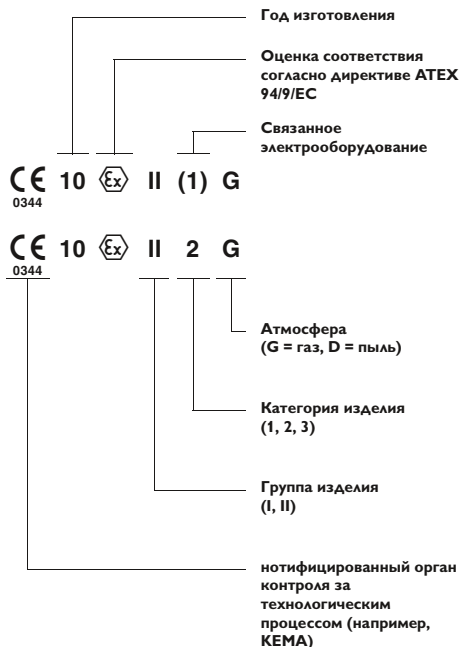 Год изготовления
Оценка соответствия
согласно директиве ATEX
94/9/EC
Связанное
электрооборудование
CE 10 Ex II (1) G
0344
CE 10 Ex II 2 G
0344
Атмосфера
(G = газ, D = пыль)
Категория изделия
(1, 2, 3)
Группа изделия
(I, II)
нотифицированный орган
контроля за
технологическим
процессом (например,
KEMA)